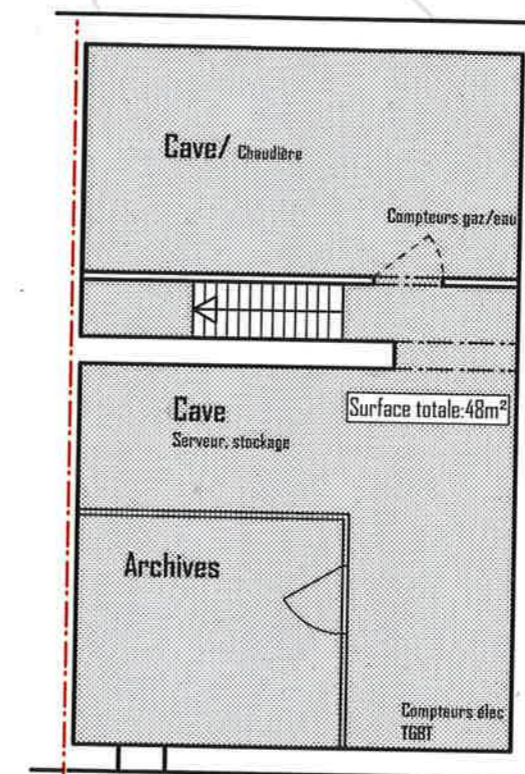 Cave/ Chaudière
Compteurs gaz/eau
Surface totale:48m²
Cave
Serveur, stockage
Archives
Compteurs élec
TGBT